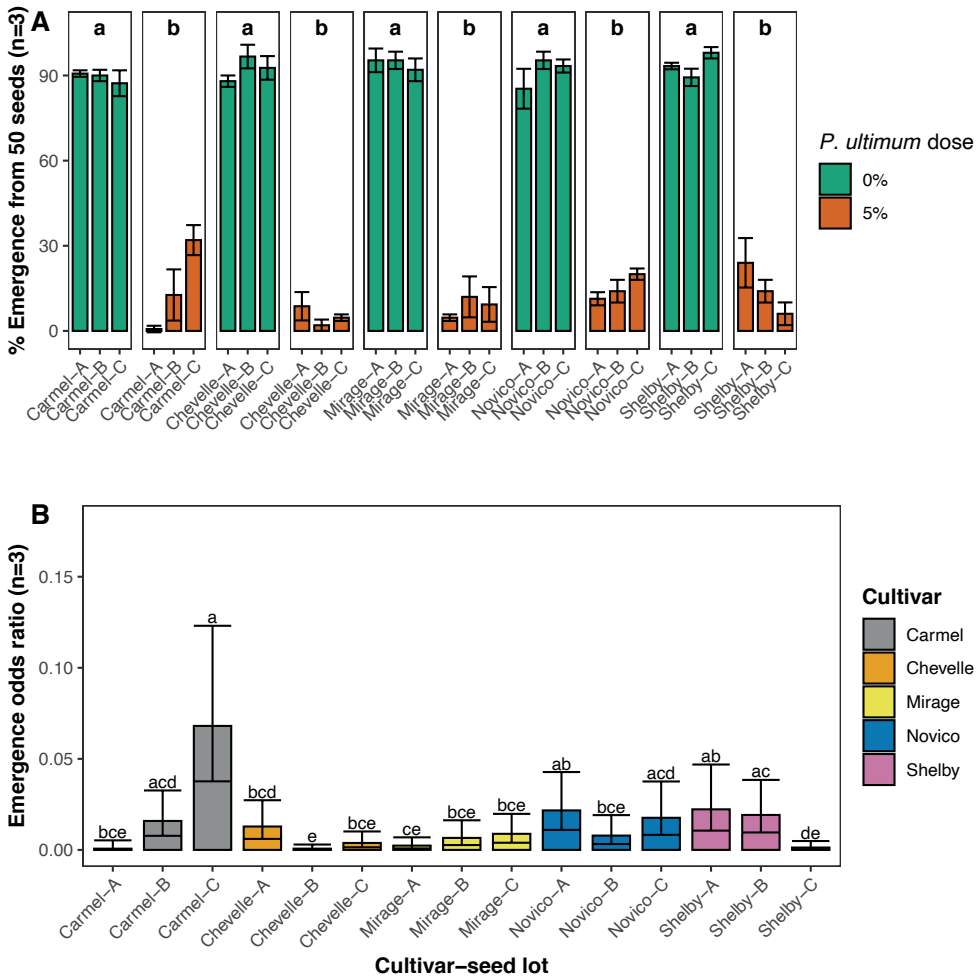 A
% Emergence from 50 seeds (n=3)
a b a b a b a b a b
90
60
30
0
Carmel−A
Carmel−B
Carmel−C
Carmel−A
Carmel−B
Carmel−C
Chevelle−A
Chevelle−B
Chevelle−C
Chevelle−A
Chevelle−B
Chevelle−C
Mirage−A
Mirage−B
Mirage−C
Mirage−A
Mirage−B
Mirage−C
Novico−A
Novico−B
Novico−C
Novico−A
Novico−B
Novico−C
Shelby−A
Shelby−B
Shelby−C
Shelby−A
Shelby−B
Shelby−C
P. ultimum dose
0%
5%
B
Emergence odds ratio (n=3)
0.15
0.10
0.05
0.00
bce acd a bcd e bce ce bce bce ab bce acd ab ac de
Carmel−A
Carmel−B
Carmel−C
Chevelle−A
Chevelle−B
Chevelle−C
Mirage−A
Mirage−B
Mirage−C
Novico−A
Novico−B
Novico−C
Shelby−A
Shelby−B
Shelby−C
Cultivar−seed lot
Cultivar
Carmel
Chevelle
Mirage
Novico
Shelby